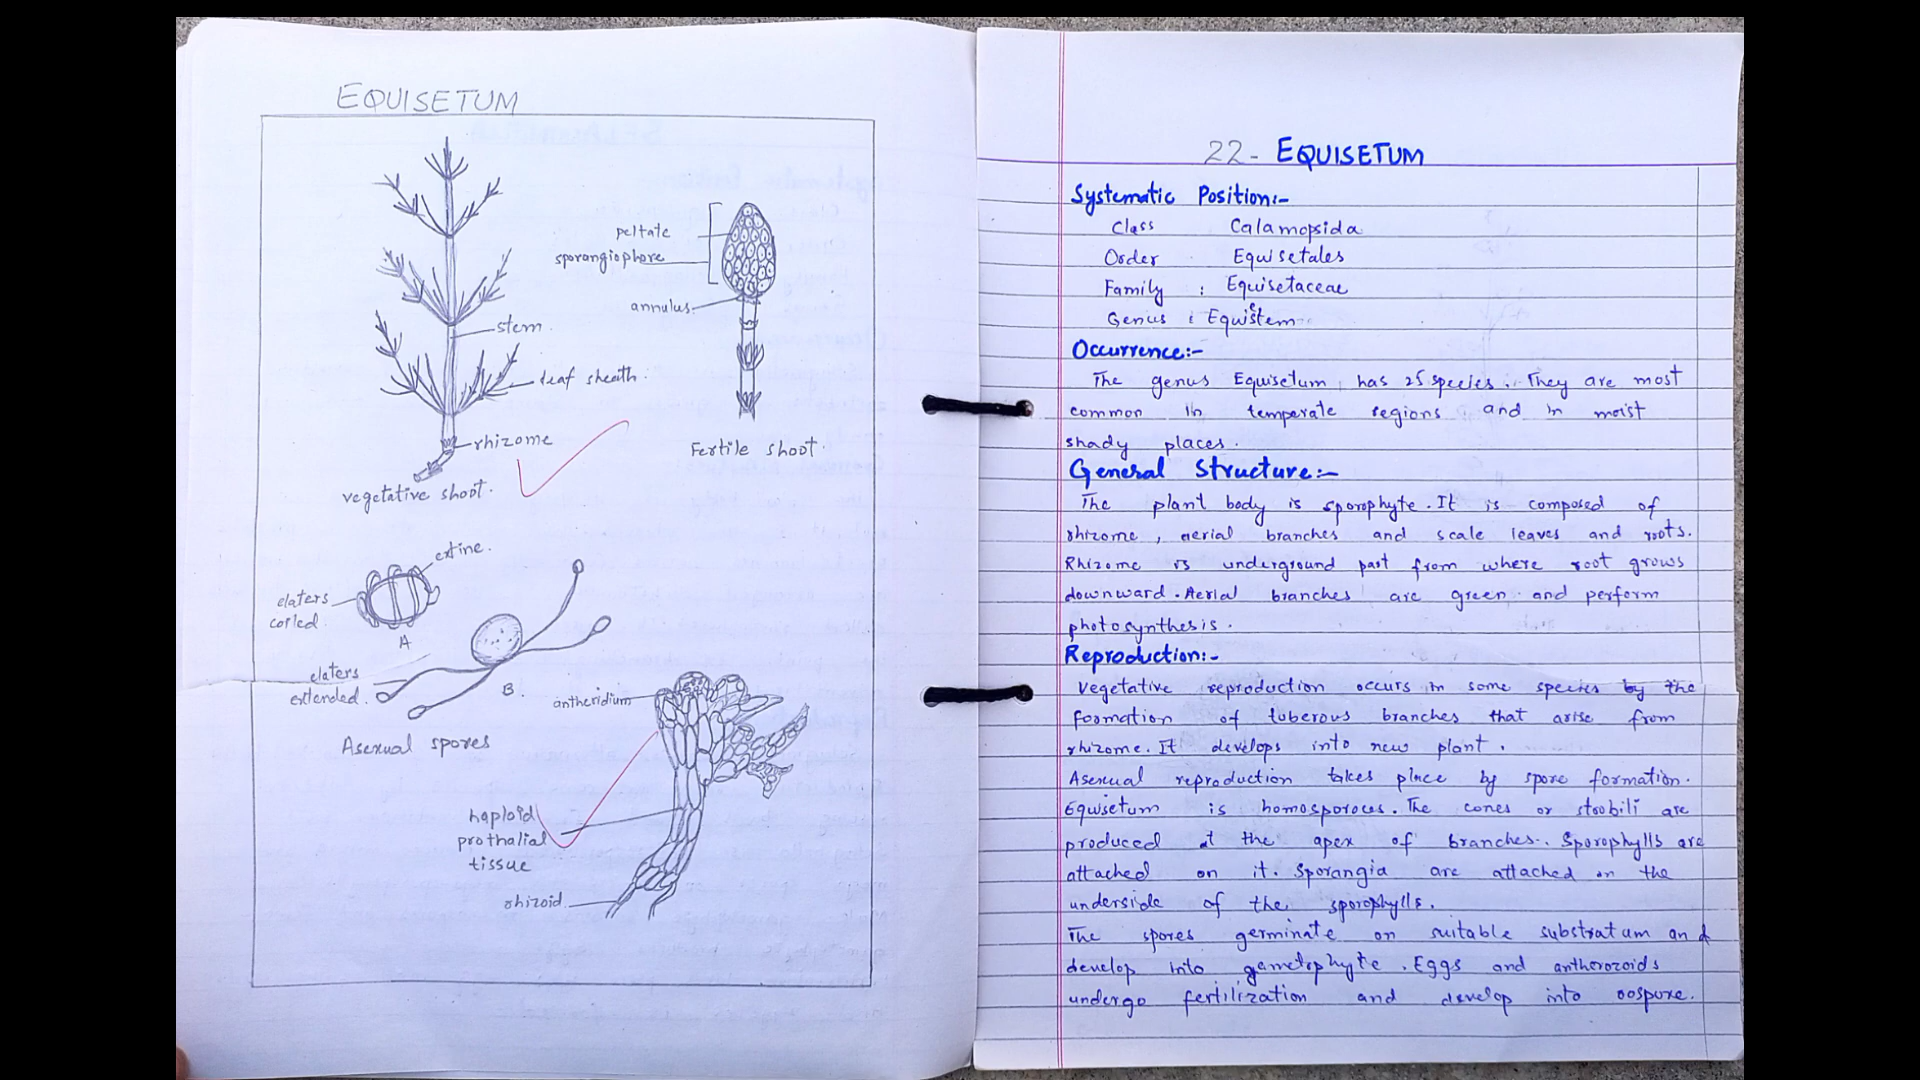 EQUISETUM
peltate
sporangiophore
annulus
stem
leaf sheath
rhizome
vegetative shoot.
Fertile shoot.
extine.
elaters
coiled
A
elaters
extended.
B
Asexual spores
antheridium
haploid
prothalial
tissue
rhizoid
22- EQUISETUM
Systematic Position:-
Class Calamopsida
Order Equisetales
Family : Equisetaceae
Genus : Equisetem
Occurrence:-
The genus Equisetum has 25 species. They are most
common in temperate regions and in moist
shady places.
General Structure:-
The plant body is sporophyte. It is composed of
rhizome, aerial branches and scale leaves and roots.
Rhizome is underground part from where root grows
downward. Aerial branches are green and perform
photosynthesis.
Reproduction:-
Vegetative reproduction occurs in some species by the
formation of tuberous branches that arise from
rhizome. It develops into new plant.
Asexual reproduction takes place by spore formation.
Equisetum is homosporoces. The cones or stobili are
produced at the apex of branches. Sporophylls are
attached on it. Sporangia are attached on the
underside of the sporophylls.
The spores germinate on suitable substratum and
develop into gametophyte. Eggs and antherozoids
undergo fertilization and develop into oospore.